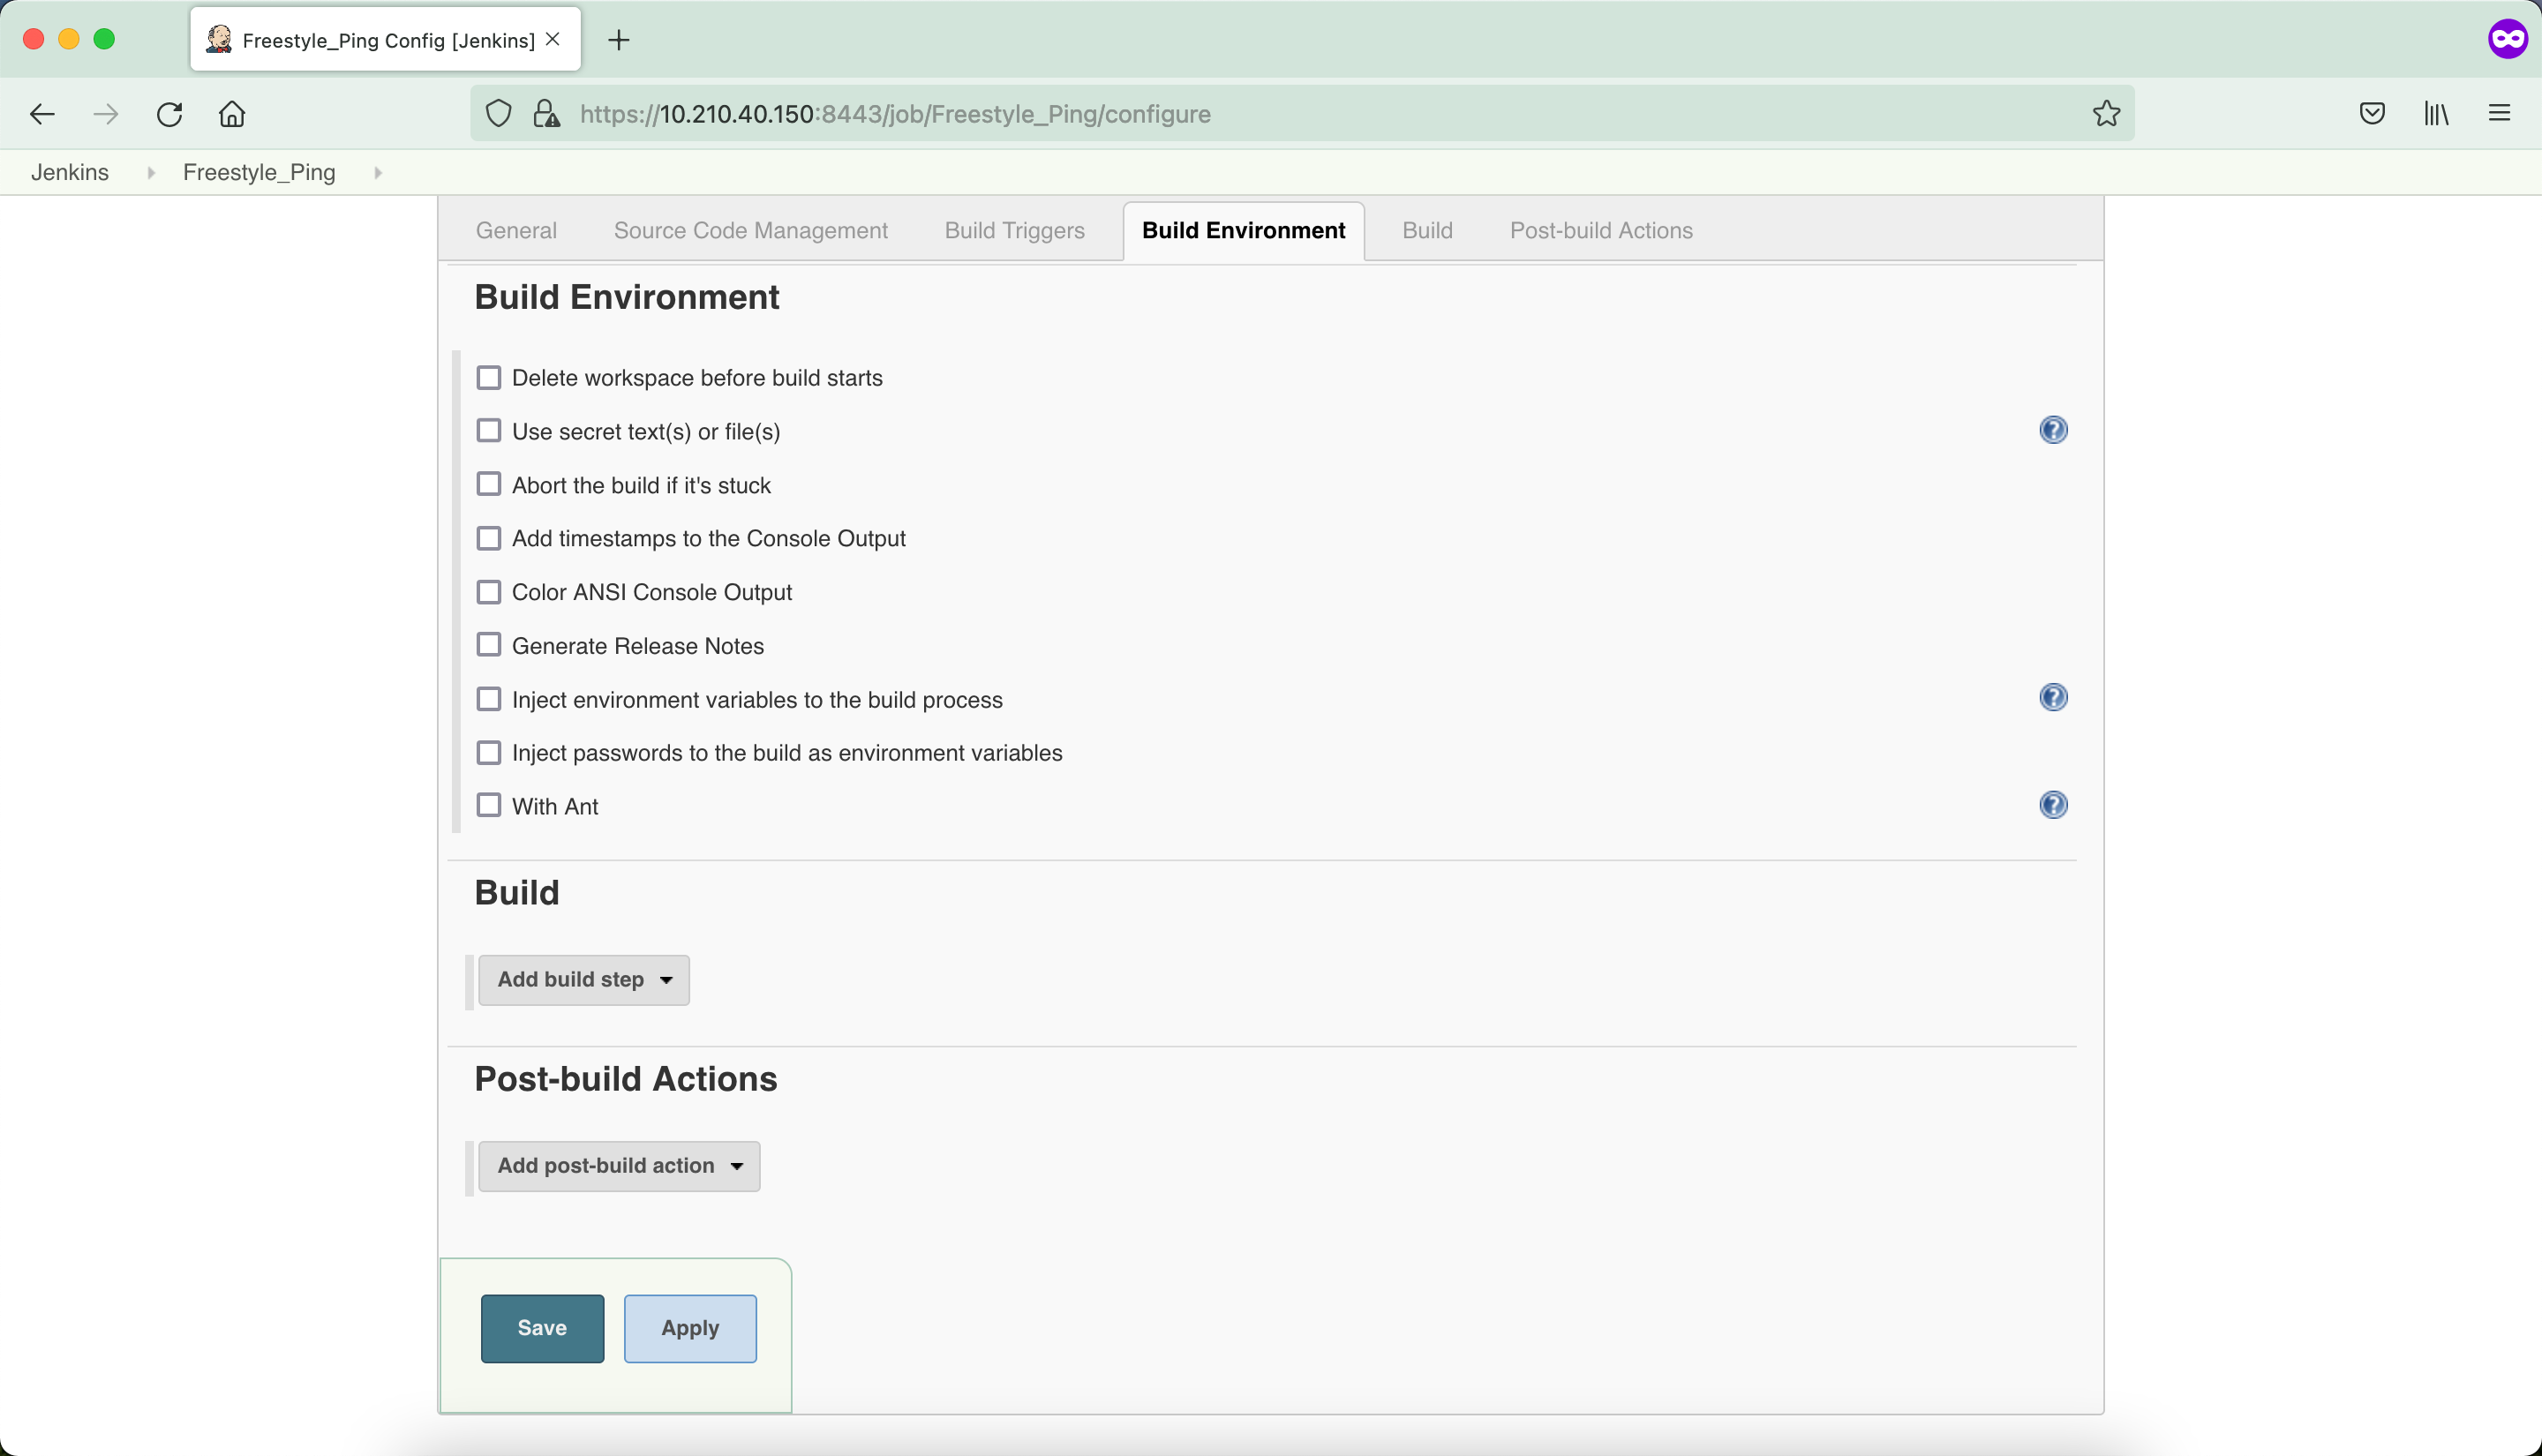 Freestyle_Ping Config [Jenkins]
https://10.210.40.150:8443/job/Freestyle_Ping/configure
Jenkins Freestyle_Ping
General Source Code Management Build Triggers Build Environment Build Post-build Actions
Build Environment
Delete workspace before build starts
Use secret text(s) or file(s)
Abort the build if it's stuck
Add timestamps to the Console Output
Color ANSI Console Output
Generate Release Notes
Inject environment variables to the build process
Inject passwords to the build as environment variables
With Ant
Build
Add build step
Post-build Actions
Add post-build action
Save Apply